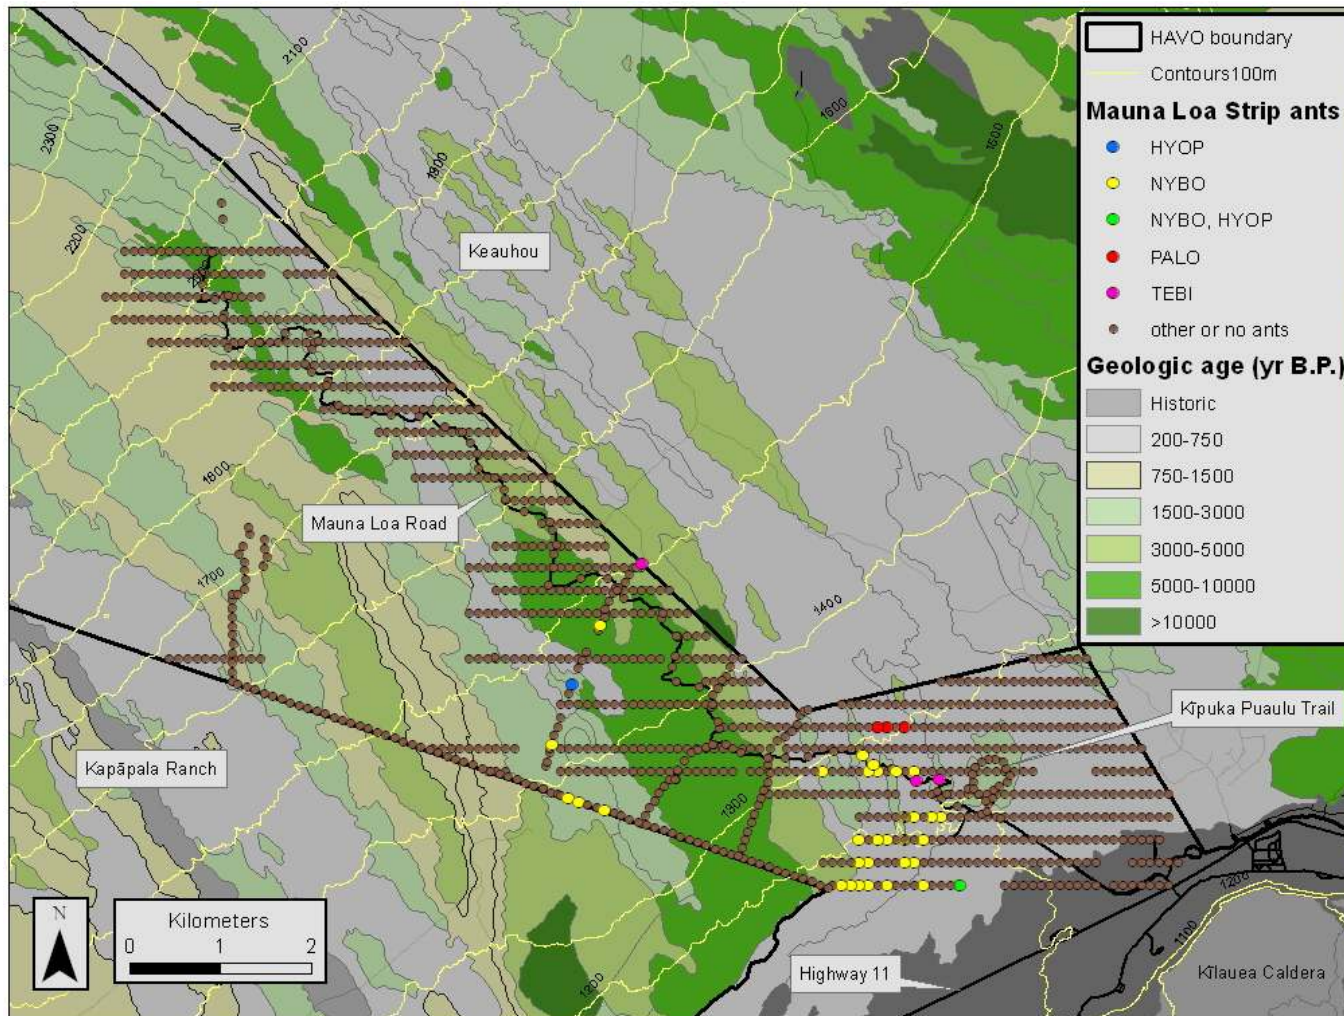 2100
2300
1900
1600
1500
2200
Keauhou
2000
1800
Mauna Loa Road
1700
1400
Kapāpala Ranch
1300
Kīpuka Puaulu Trail
1200
1200
1100
Highway 11
Kīlauea Caldera
N
Kilometers
0 1 2
HAVO boundary
Contours100m
Mauna Loa Strip ants
HYOP
NYBO
NYBO, HYOP
PALO
TEBI
other or no ants
Geologic age (yr B.P.)
Historic
200-750
750-1500
1500-3000
3000-5000
5000-10000
>10000